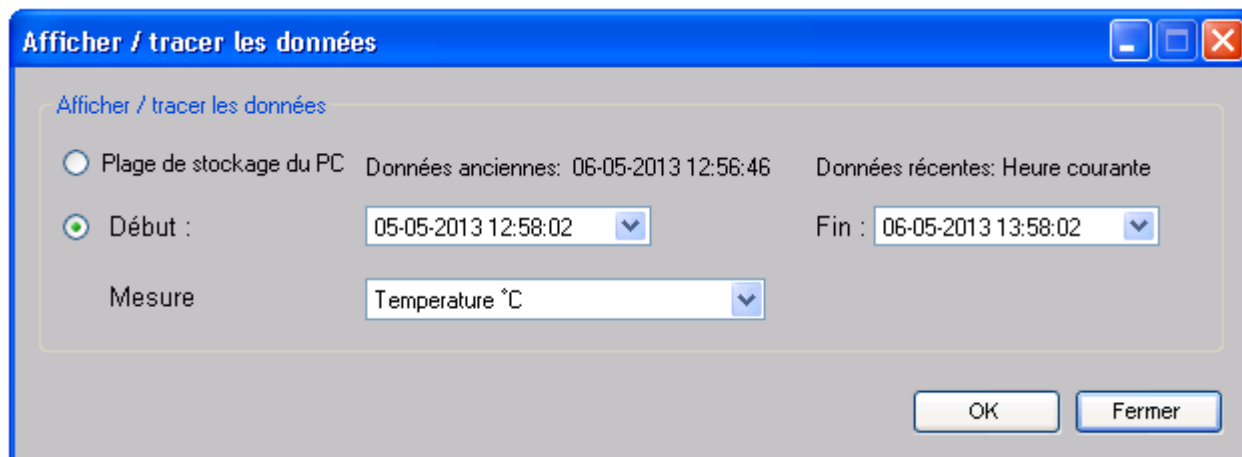 Afficher / tracer les données
Afficher / tracer les données
Plage de stockage du PC Données anciennes: 06-05-2013 12:56:46 Données récentes: Heure courante
Début : 05-05-2013 12:58:02 Fin : 06-05-2013 13:58:02
Mesure Temperature °C
OK Fermer